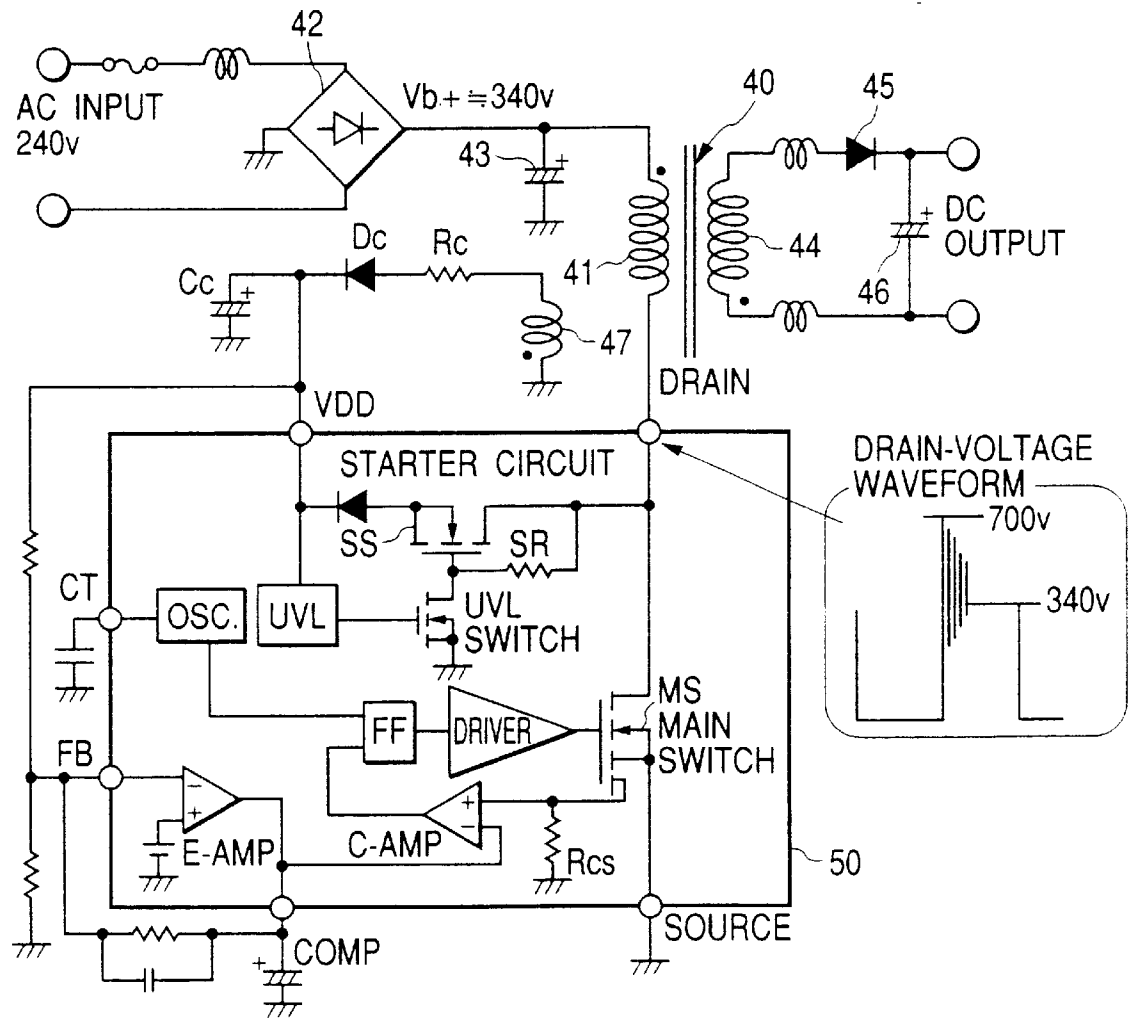 42
AC INPUT
240v
Vb+≒340v
43
40
45
41
44
DC
OUTPUT
46
Dc
Rc
Cc
47
VDD
DRAIN
STARTER CIRCUIT
SS
SR
CT
OSC.
UVL
UVL
SWITCH
DRAIN-VOLTAGE
WAVEFORM
700v
340v
FF
DRIVER
MS
MAIN
SWITCH
FB
E-AMP
C-AMP
Rcs
50
COMP
SOURCE